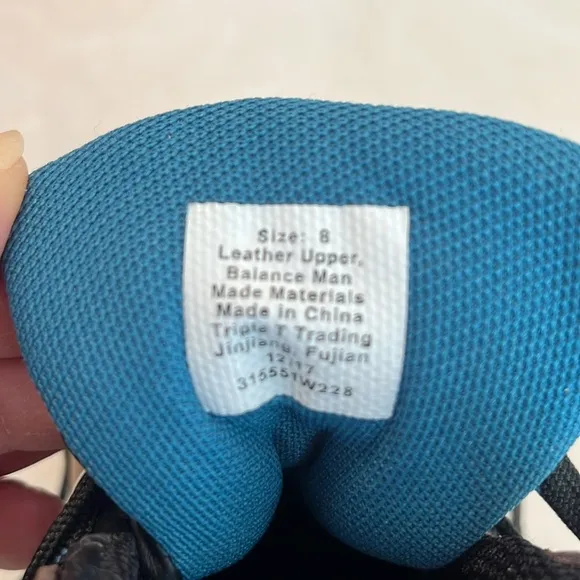 Size: 8
Leather Upper,
Balance Man
Made Materials
Made in China
Triple T Trading
Jinjiang, Fujian
12/17
315551W228